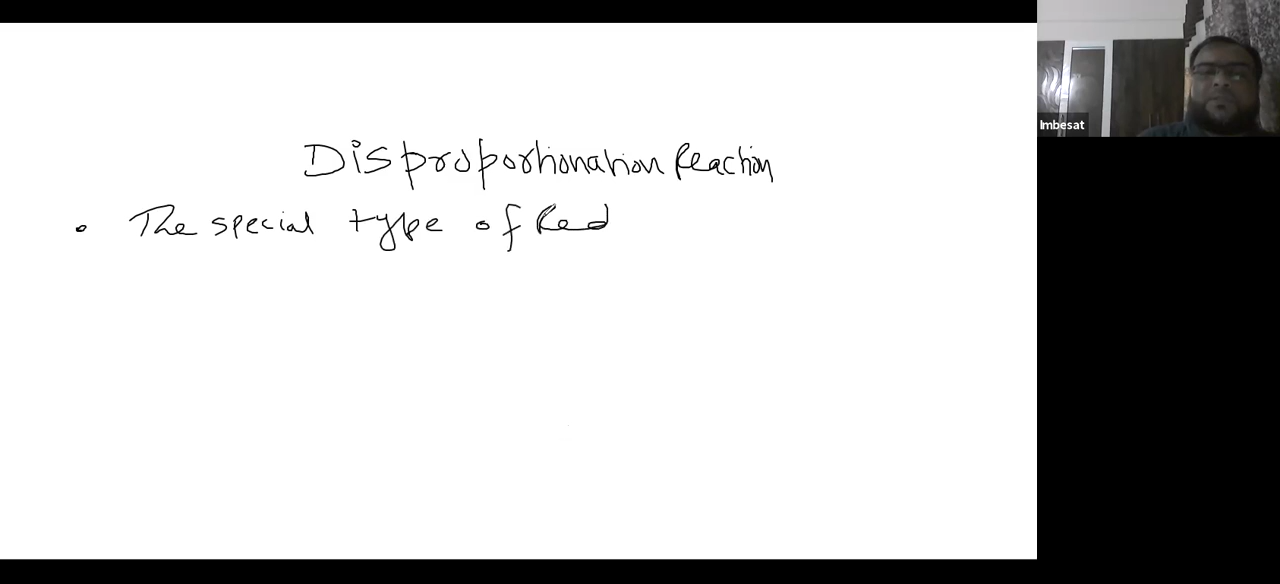 Disproportionation Reaction
• The special type of Red
Imbesat